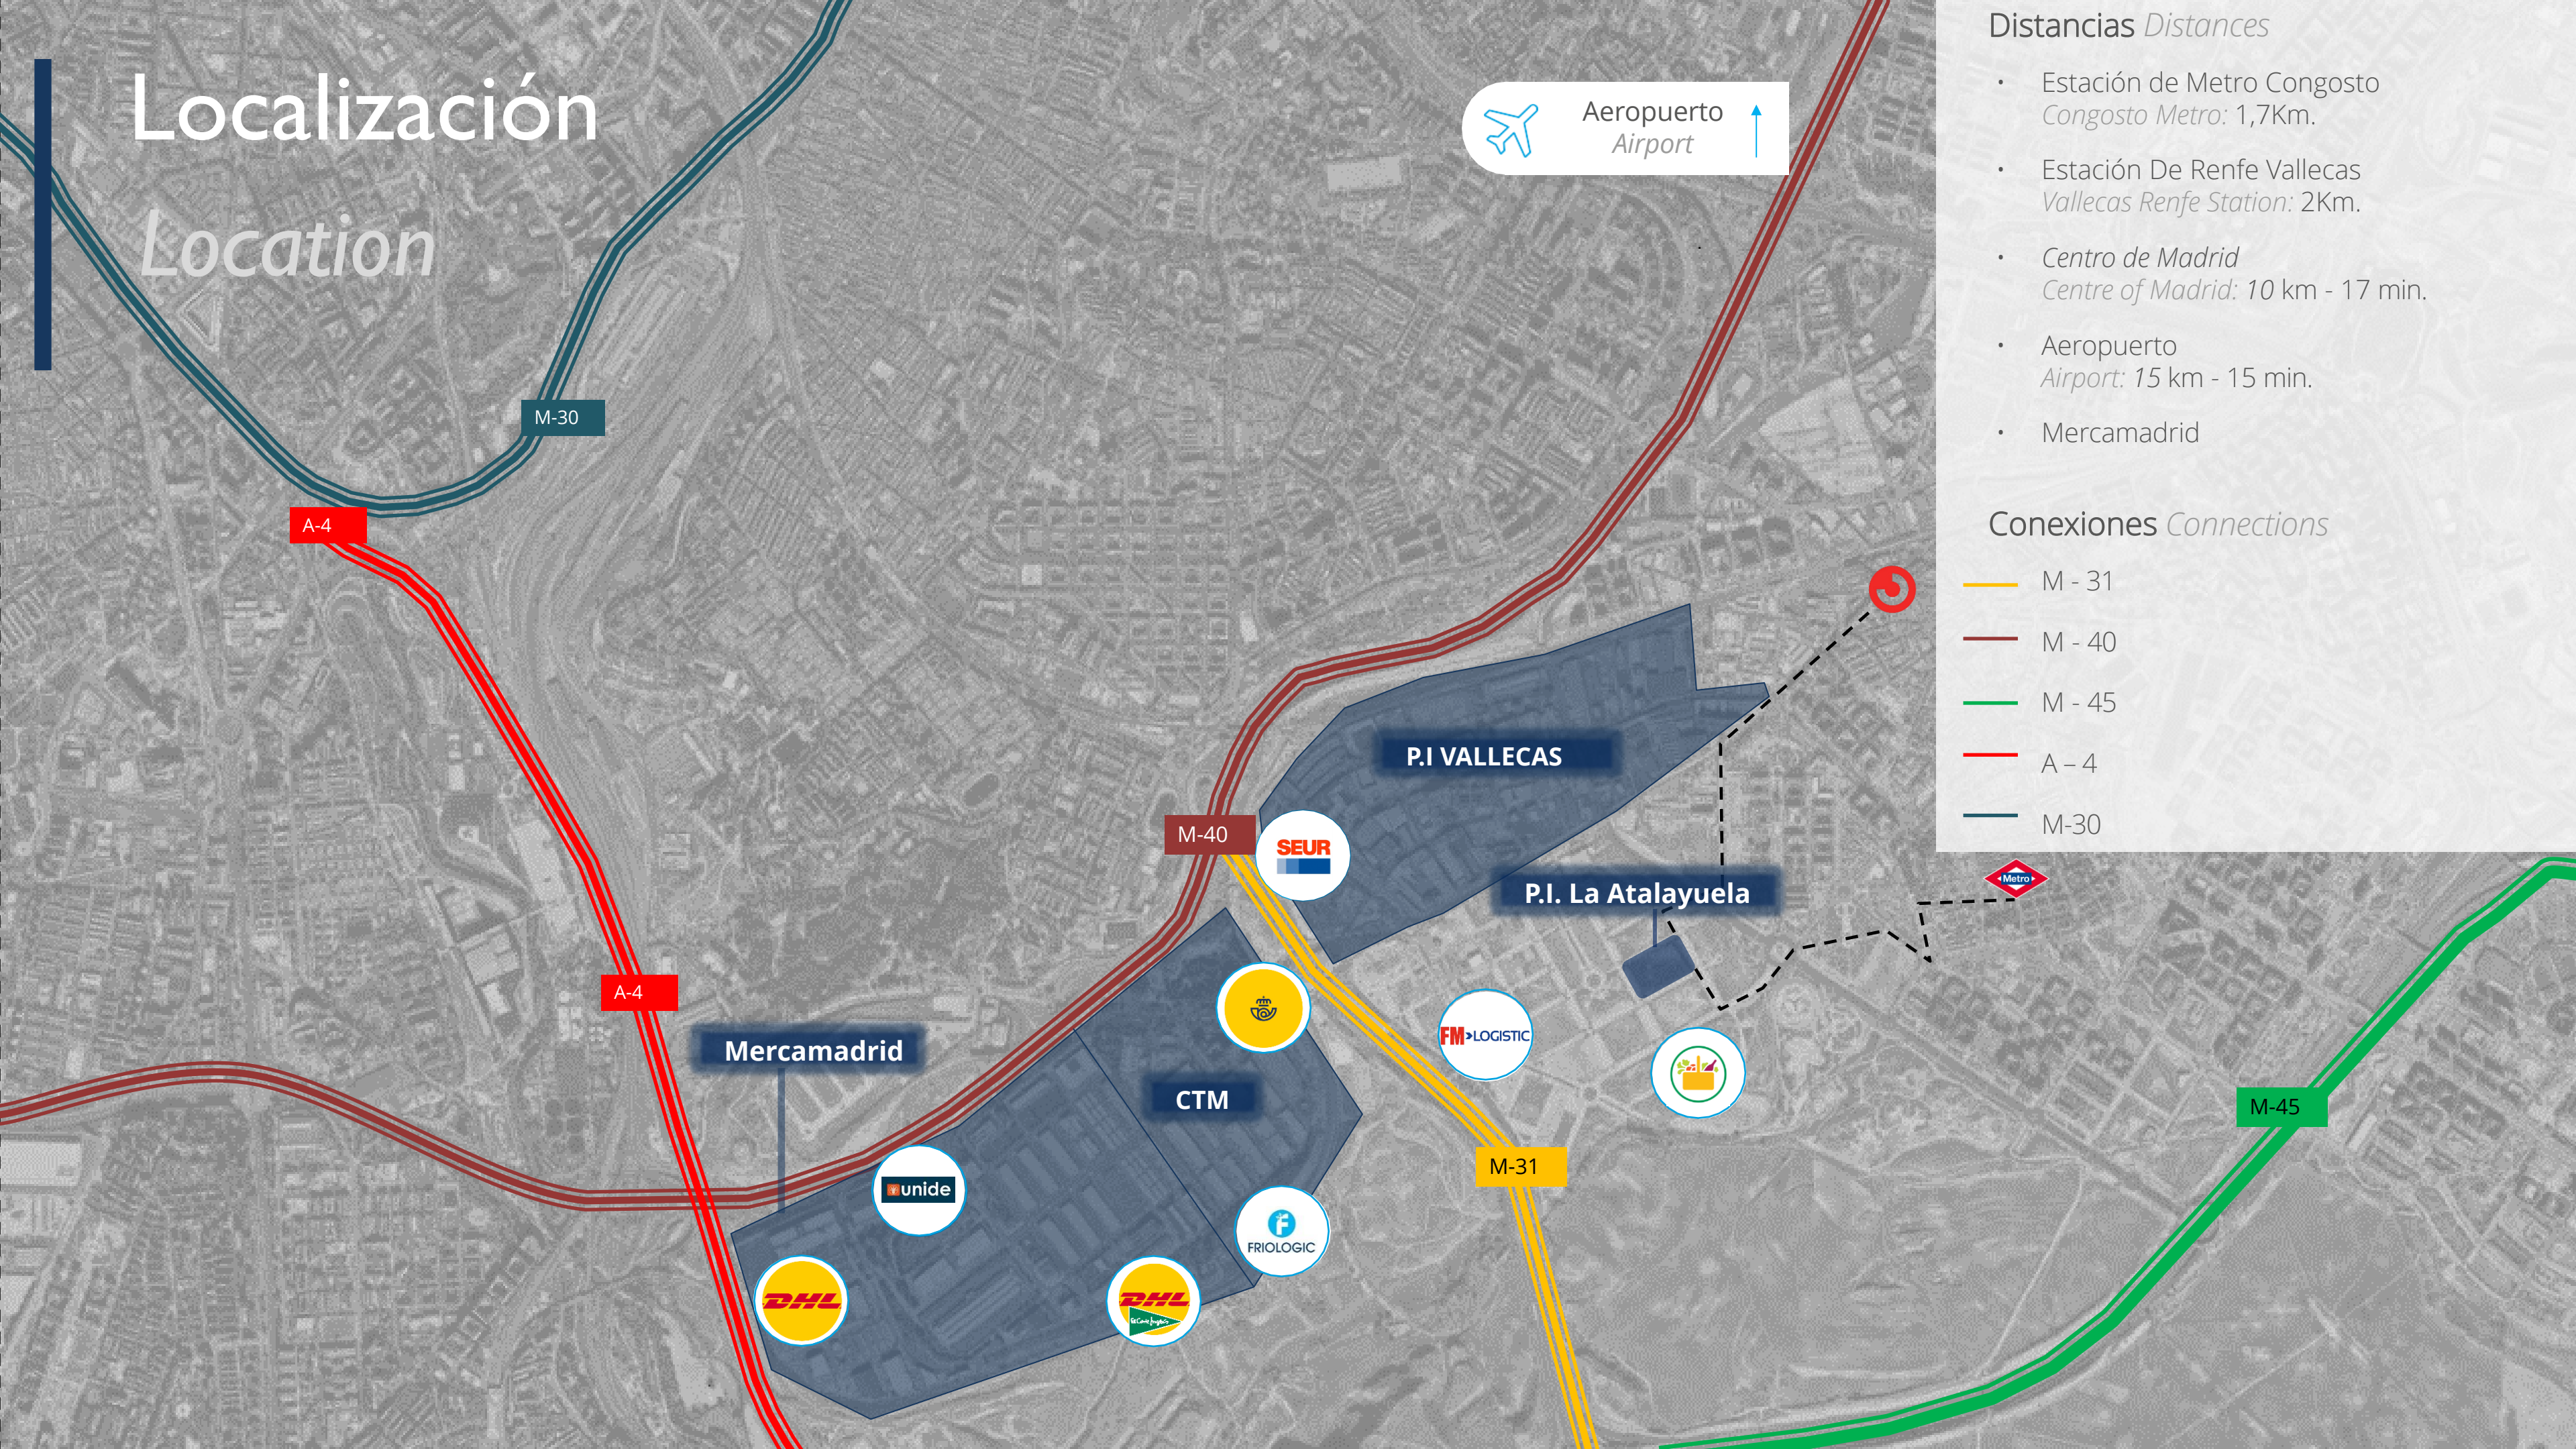 Localización
Location
Aeropuerto
Airport
Distancias Distances
• Estación de Metro Congosto
Congosto Metro: 1,7Km.
• Estación De Renfe Vallecas
Vallecas Renfe Station: 2Km.
• Centro de Madrid
Centre of Madrid: 10 km - 17 min.
• Aeropuerto
Airport: 15 km - 15 min.
• Mercamadrid
Conexiones Connections
M - 31
M - 40
M - 45
A – 4
M-30
M-30
A-4
P.I VALLECAS
M-40
SEUR
Metro
P.I. La Atalayuela
A-4
FM>LOGISTIC
Mercamadrid
CTM
M-45
M-31
unide
FRIOLOGIC
DHL
DHL
El Corte Inglés